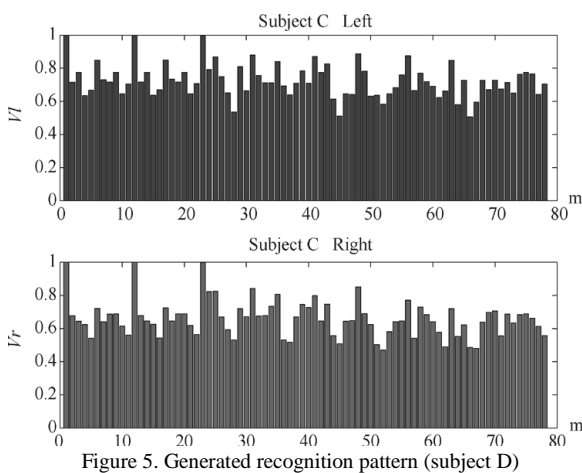 Subject C Left
1
0.8
0.6
0.4
0.2
0
Vl
0 10 20 30 40 50 60 70 80 m
Subject C Right
1
0.8
0.6
0.4
0.2
0
Vr
0 10 20 30 40 50 60 70 80 m
Figure 5. Generated recognition pattern (subject D)